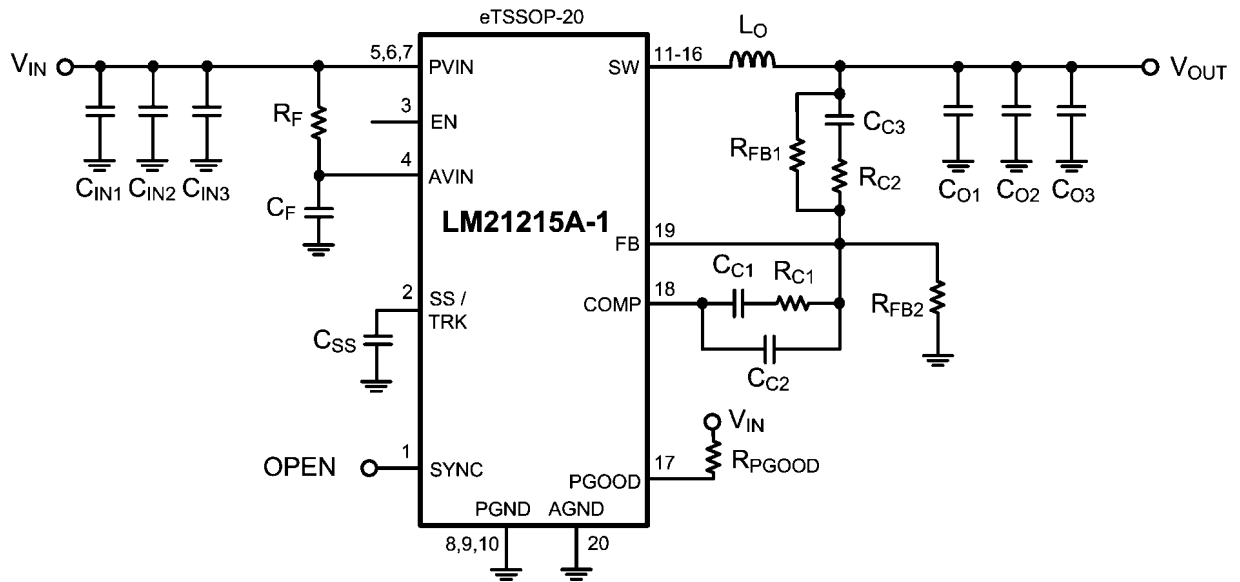 eTSSOP-20
V_IN
5,6,7
PVIN
SW
11-16
L_O
V_OUT
C_IN1
C_IN2
C_IN3
R_F
3
EN
4
AVIN
C_F
LM21215A-1
R_FB1
C_C3
R_C2
C_O1
C_O2
C_O3
FB
19
2
SS /
TRK
C_SS
COMP
18
C_C1
R_C1
C_C2
R_FB2
OPEN
1
SYNC
PGOOD
17
V_IN
R_PGOOD
PGND
AGND
8,9,10
20